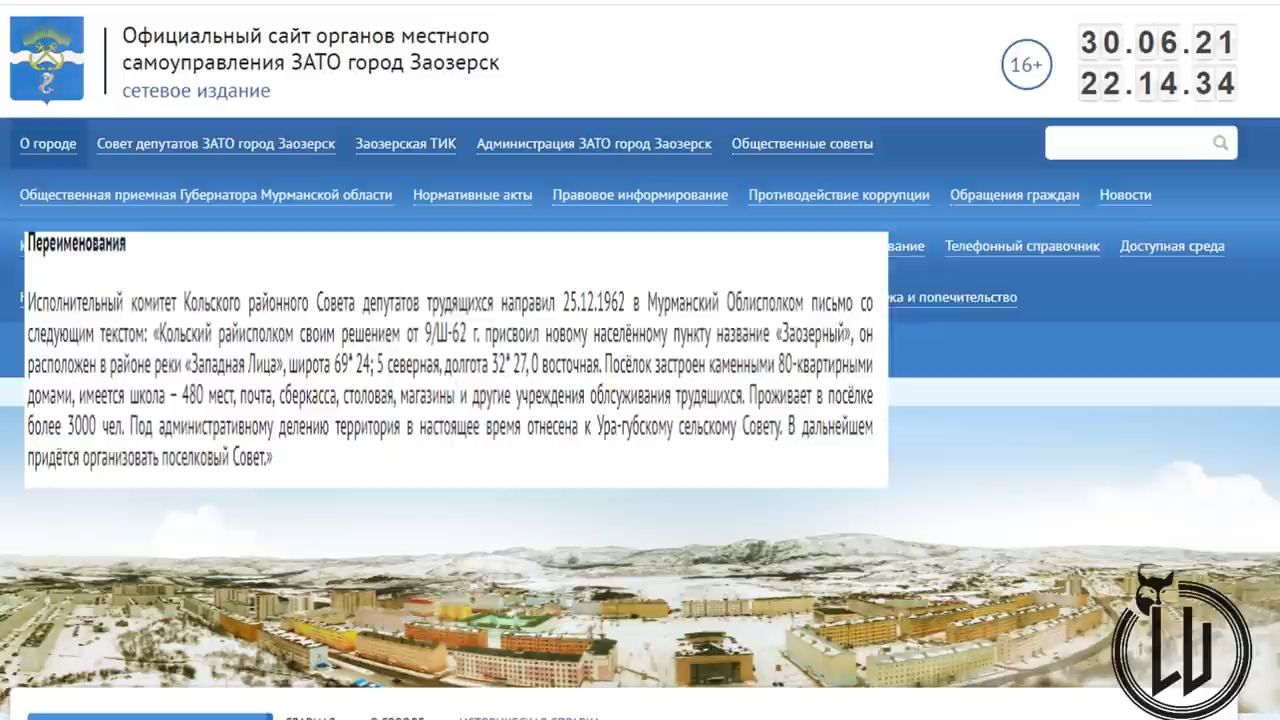 Официальный сайт органов местного
самоуправления ЗАТО город Заозерск
сетевое издание
16+
30.06.21
22.14.34
О городе Совет депутатов ЗАТО город Заозерск Заозерская ТИК Администрация ЗАТО город Заозерск Общественные советы
Общественная приемная Губернатора Мурманской области Нормативные акты Правовое информирование Противодействие коррупции Обращения граждан Новости
вание Телефонный справочник Доступная среда
ка и попечительство
Переименования
Исполнительный комитет Кольского районного Совета депутатов трудящихся направил 25.12.1962 в Мурманский Облисполком письмо со
следующим текстом: «Кольский райисполком своим решением от 9/Ш-62 г. присвоил новому населённому пункту название «Заозерный», он
расположен в районе реки «Западная Лица», широта 69* 24; 5 северная, долгота 32* 27, 0 восточная. Посёлок застроен каменными 80-квартирными
домами, имеется школа – 480 мест, почта, сберкасса, столовая, магазины и другие учреждения облсуживания трудящихся. Проживает в посёлке
более 3000 чел. Под административному делению территория в настоящее время отнесена к Ура-губскому сельскому Совету. В дальнейшем
придётся организовать поселковый Совет.»
ГЛАВНАЯ О ГОРОДЕ ИСТОРИЧЕСКАЯ СПРАВКА